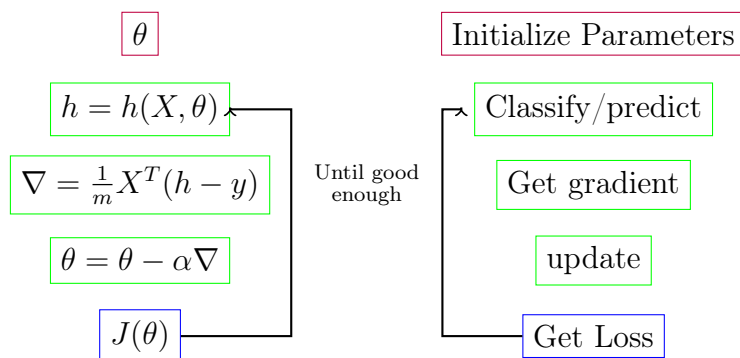 θ
Initialize Parameters
h = h(X, θ)
Classify/predict
∇ = 1/m X^T(h − y)
Until good
enough
Get gradient
θ = θ − α∇
update
J(θ)
Get Loss